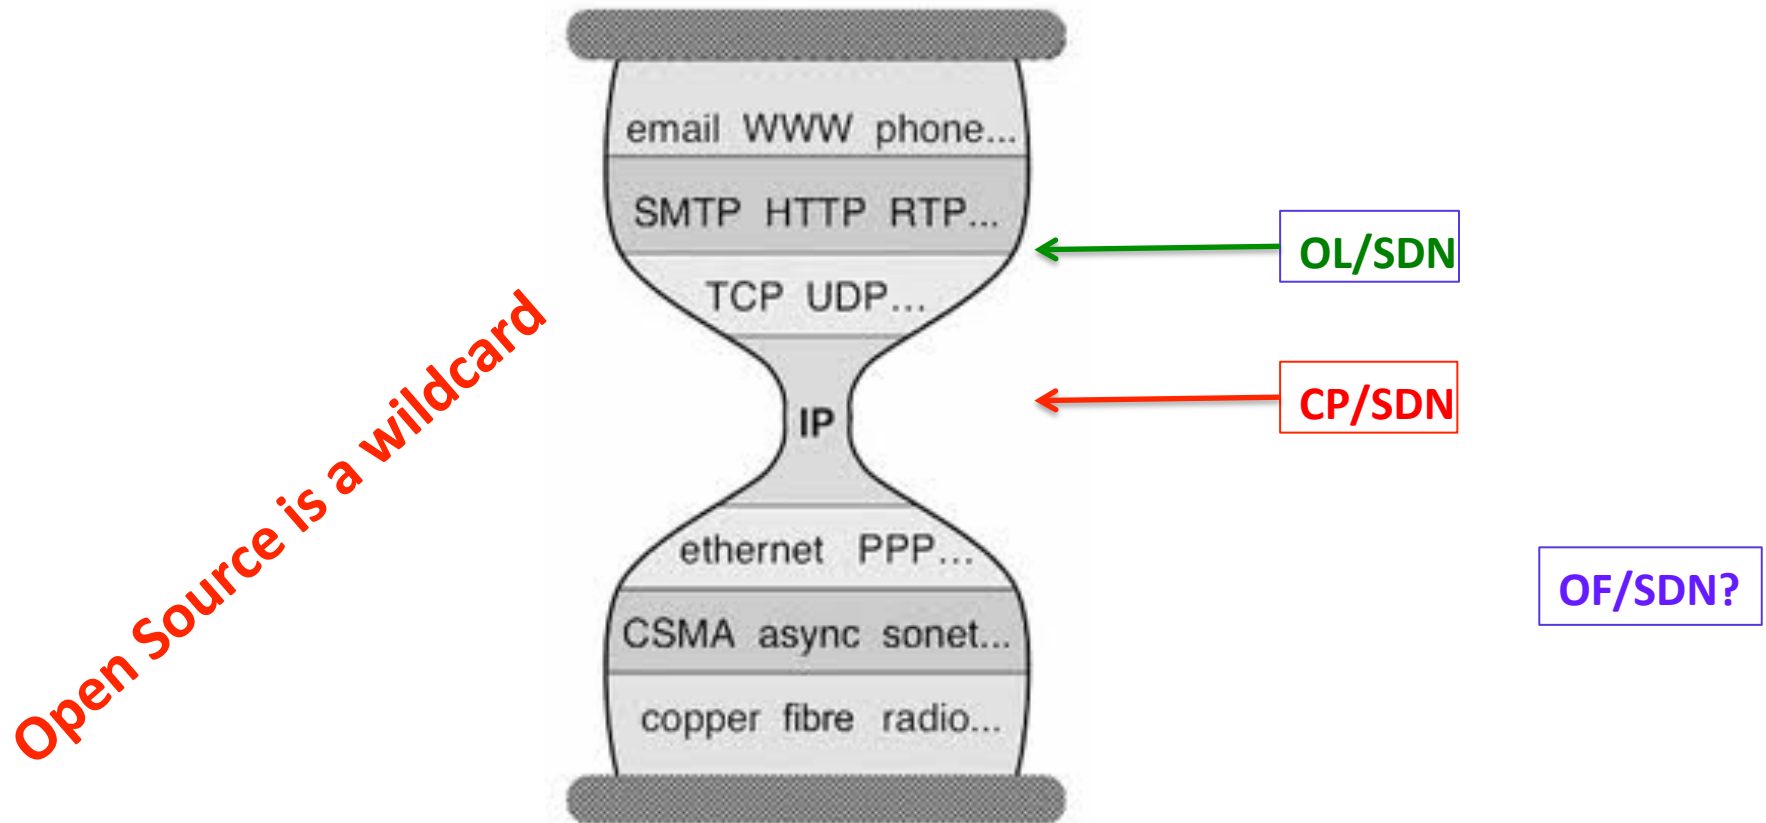 email WWW phone...
SMTP HTTP RTP...
OL/SDN
TCP UDP...
Open Source is a wildcard
CP/SDN
IP
ethernet PPP...
OF/SDN?
CSMA async sonet...
copper fibre radio...